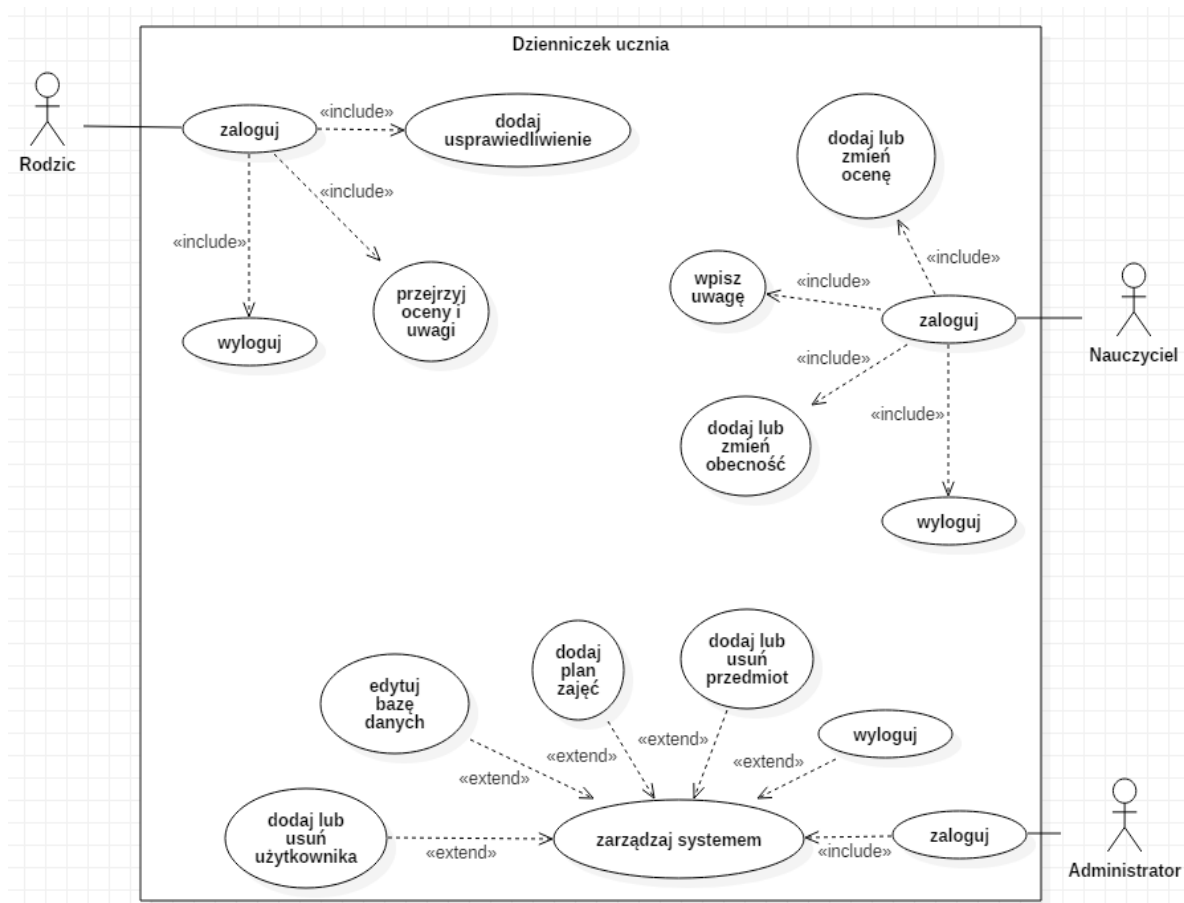 Dzienniczek ucznia
Rodzic
zaloguj
«include»
dodaj
usprawiedliwienie
«include»
«include»
przejrzyj
oceny i
uwagi
wyloguj
dodaj lub
zmień
ocenę
«include»
wpisz
uwagę
«include»
zaloguj
Nauczyciel
«include»
dodaj lub
zmień
obecność
«include»
wyloguj
edytuj
bazę
danych
«extend»
dodaj
plan
zajęć
«extend»
dodaj lub
usuń
przedmiot
«extend»
wyloguj
«extend»
dodaj lub
usuń
użytkownika
«extend»
zarządzaj systemem
«include»
zaloguj
Administrator